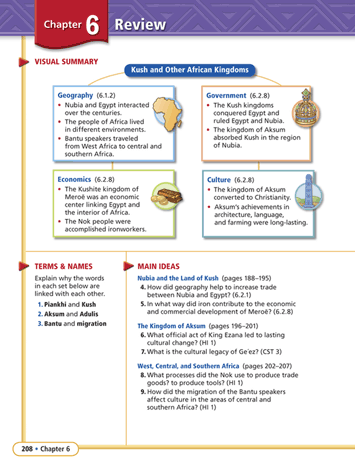 Chapter 6 Review
VISUAL SUMMARY
Kush and Other African Kingdoms
Geography (6.1.2)
• Nubia and Egypt interacted
over the centuries.
• The people of Africa lived
in different environments.
• Bantu speakers traveled
from West Africa to central and
southern Africa.
Government (6.2.8)
• The Kush kingdoms
conquered Egypt and
ruled Egypt and Nubia.
• The kingdom of Aksum
absorbed Kush in the region
of Nubia.
Economics (6.2.8)
• The Kushite kingdom of
Meroë was an economic
center linking Egypt and
the interior of Africa.
• The Nok people were
accomplished ironworkers.
Culture (6.2.8)
• The kingdom of Aksum
converted to Christianity.
• Aksum's achievements in
architecture, language,
and farming were long-lasting.
TERMS & NAMES
Explain why the words
in each set below are
linked with each other.
1. Piankhi and Kush
2. Aksum and Adulis
3. Bantu and migration
MAIN IDEAS
Nubia and the Land of Kush (pages 188–195)
4. How did geography help to increase trade
between Nubia and Egypt? (6.2.1)
5. In what way did iron contribute to the economic
and commercial development of Meroë? (6.2.8)
The Kingdom of Aksum (pages 196–201)
6. What official act of King Ezana led to lasting
cultural change? (HI 1)
7. What is the cultural legacy of Ge'ez? (CST 3)
West, Central, and Southern Africa (pages 202–207)
8. What processes did the Nok use to produce trade
goods? to produce tools? (HI 1)
9. How did the migration of the Bantu speakers
affect culture in the areas of central and
southern Africa? (HI 1)
208 • Chapter 6